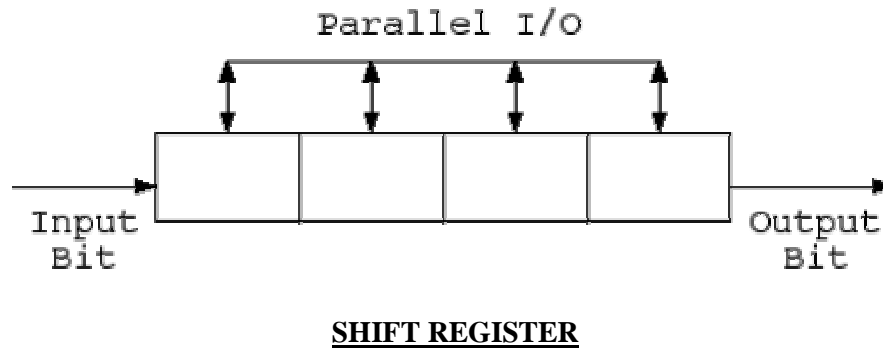 Parallel I/O
Input
Bit
Output
Bit
SHIFT REGISTER